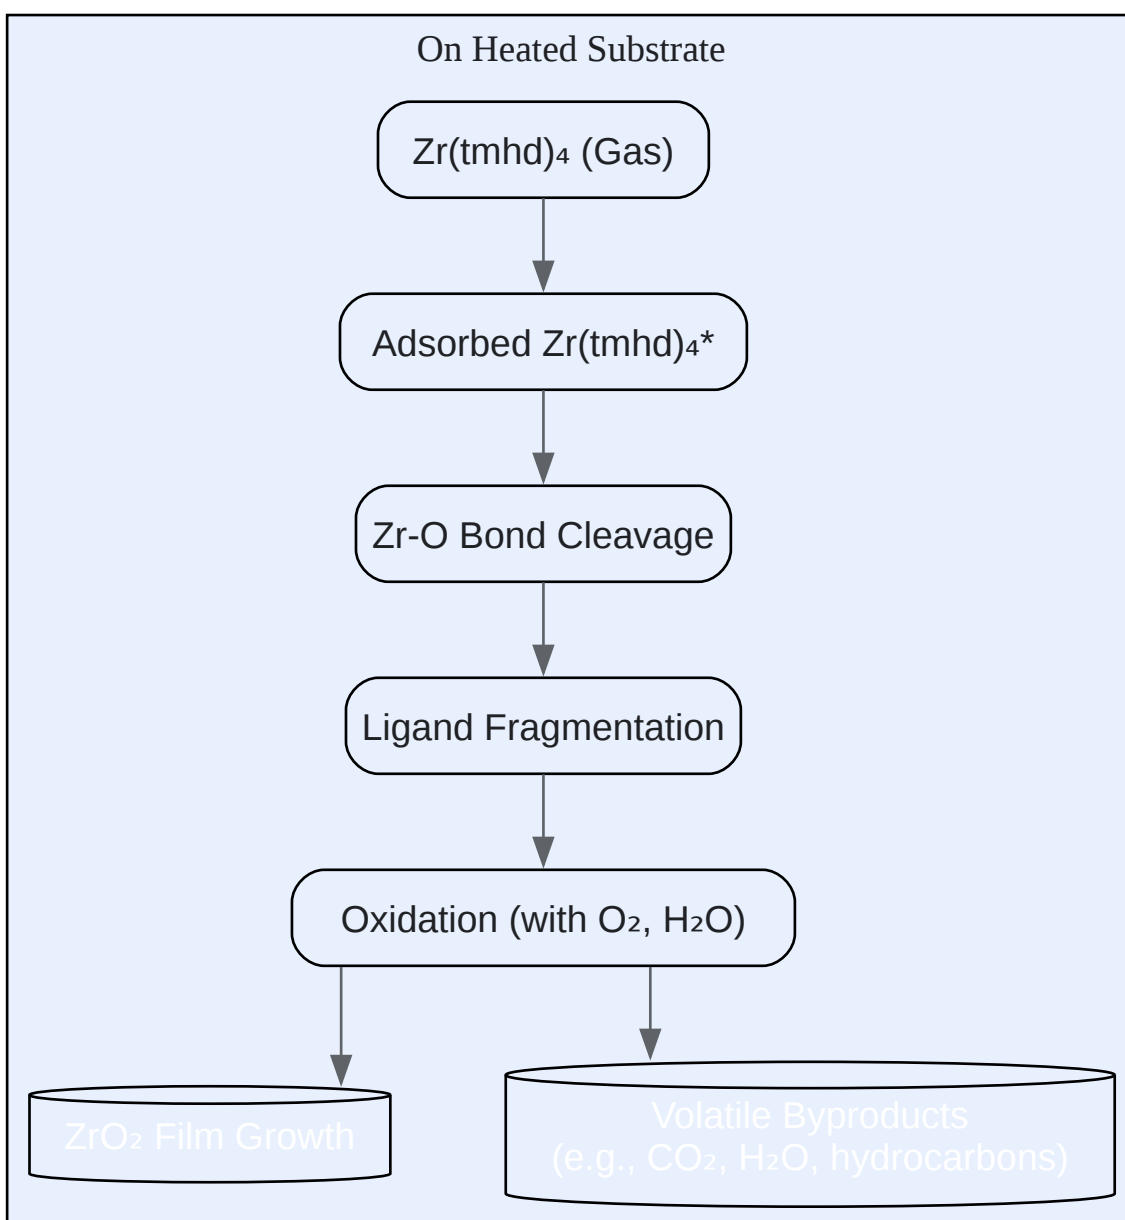 On Heated Substrate
Zr(tmhd)₄ (Gas)
Adsorbed Zr(tmhd)₄*
Zr-O Bond Cleavage
Ligand Fragmentation
Oxidation (with O₂, H₂O)
ZrO₂ Film Growth
Volatile Byproducts
(e.g., CO₂, H₂O, hydrocarbons)